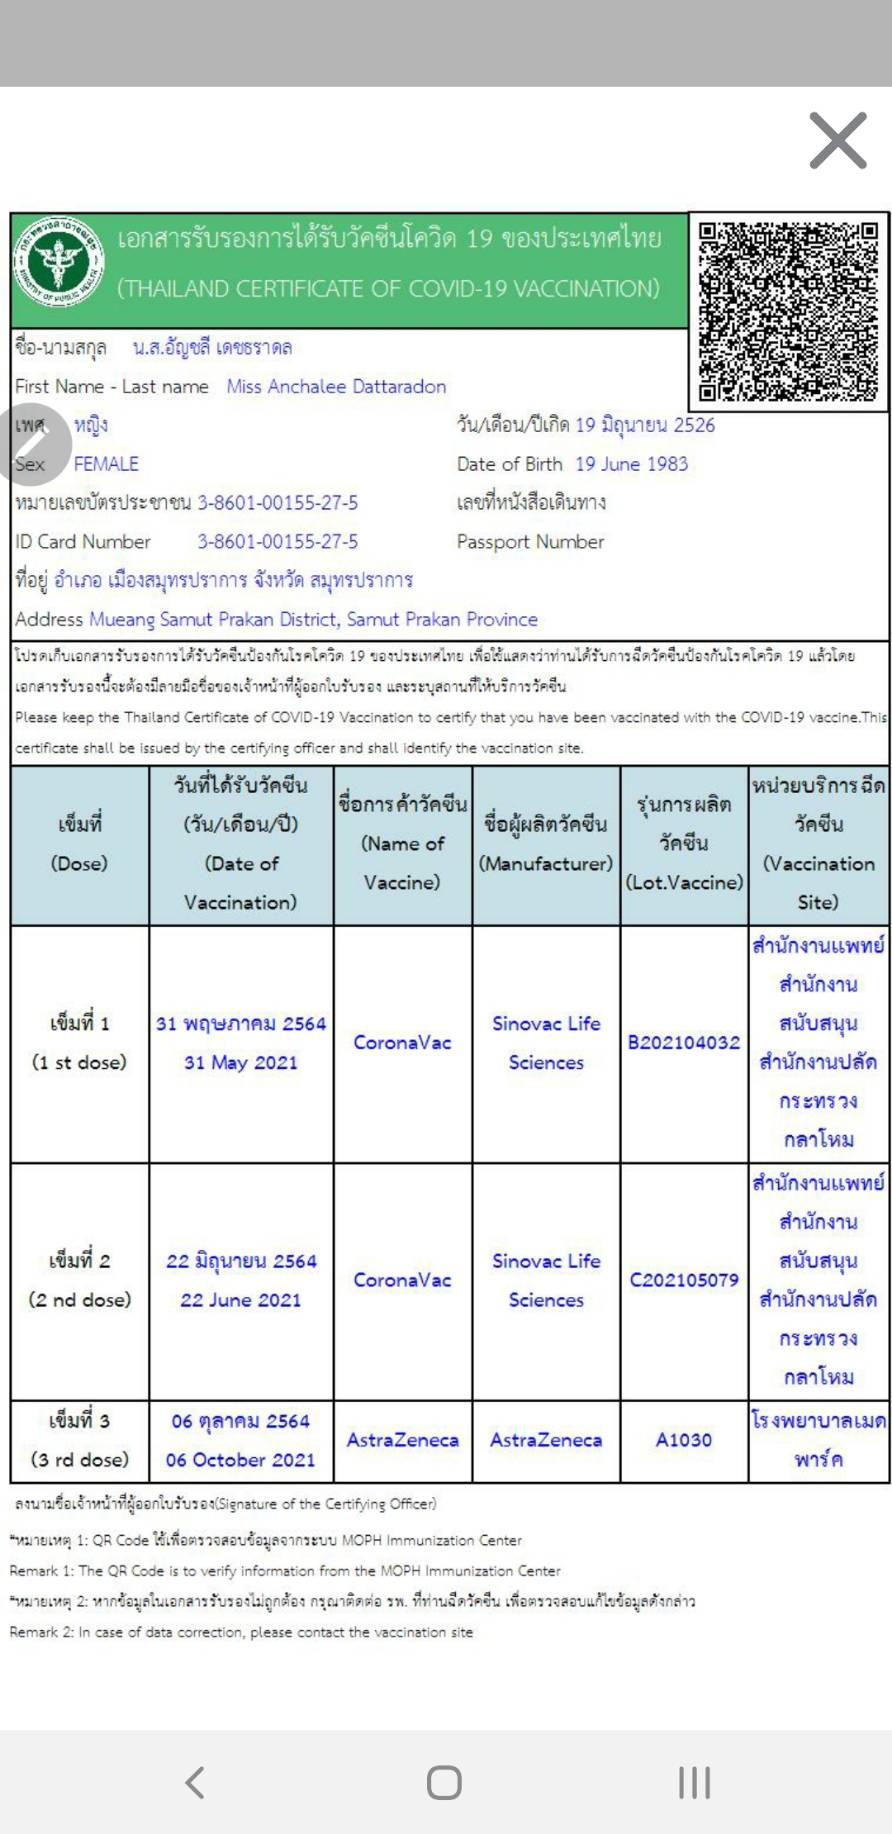 เอกสารรับรองการได้รับวัคซีนโควิด 19 ของประเทศไทย
(THAILAND CERTIFICATE OF COVID-19 VACCINATION)
ชื่อ-นามสกุล น.ส.อัญชลี เดชธราดล
First Name - Last name Miss Anchalee Dattaradon
เพศ หญิง วัน/เดือน/ปีเกิด 19 มิถุนายน 2526
Sex FEMALE Date of Birth 19 June 1983
หมายเลขบัตรประชาชน 3-8601-00155-27-5 เลขที่หนังสือเดินทาง
ID Card Number 3-8601-00155-27-5 Passport Number
ที่อยู่ อำเภอ เมืองสมุทรปราการ จังหวัด สมุทรปราการ
Address Mueang Samut Prakan District, Samut Prakan Province
โปรดเก็บเอกสารรับรองการได้รับวัคซีนป้องกันโรคโควิด 19 ของประเทศไทย เพื่อใช้แสดงว่าท่านได้รับการฉีดวัคซีนป้องกันโรคโควิด 19 แล้วโดย
เอกสารรับรองนี้จะต้องมีลายมือชื่อของเจ้าหน้าที่ผู้ออกใบรับรอง และระบุสถานที่ให้บริการวัคซีน
Please keep the Thailand Certificate of COVID-19 Vaccination to certify that you have been vaccinated with the COVID-19 vaccine.This
certificate shall be issued by the certifying officer and shall identify the vaccination site.
เข็มที่
(Dose)
วันที่ได้รับวัคซีน
(วัน/เดือน/ปี)
(Date of
Vaccination)
ชื่อการค้าวัคซีน
(Name of
Vaccine)
ชื่อผู้ผลิตวัคซีน
(Manufacturer)
รุ่นการผลิต
วัคซีน
(Lot.Vaccine)
หน่วยบริการฉีด
วัคซีน
(Vaccination
Site)
เข็มที่ 1
(1 st dose)
31 พฤษภาคม 2564
31 May 2021
CoronaVac
Sinovac Life
Sciences
B202104032
สำนักงานแพทย์
สำนักงาน
สนับสนุน
สำนักงานปลัด
กระทรวง
กลาโหม
เข็มที่ 2
(2 nd dose)
22 มิถุนายน 2564
22 June 2021
CoronaVac
Sinovac Life
Sciences
C202105079
สำนักงานแพทย์
สำนักงาน
สนับสนุน
สำนักงานปลัด
กระทรวง
กลาโหม
เข็มที่ 3
(3 rd dose)
06 ตุลาคม 2564
06 October 2021
AstraZeneca
AstraZeneca
A1030
โรงพยาบาลเมด
พาร์ค
ลงนามชื่อเจ้าหน้าที่ผู้ออกใบรับรอง(Signature of the Certifying Officer)
*หมายเหตุ 1: QR Code ใช้เพื่อตรวจสอบข้อมูลจากระบบ MOPH Immunization Center
Remark 1: The QR Code is to verify information from the MOPH Immunization Center
*หมายเหตุ 2: หากข้อมูลในเอกสารรับรองไม่ถูกต้อง กรุณาติดต่อ รพ. ที่ท่านฉีดวัคซีน เพื่อตรวจสอบแก้ไขข้อมูลดังกล่าว
Remark 2: In case of data correction, please contact the vaccination site